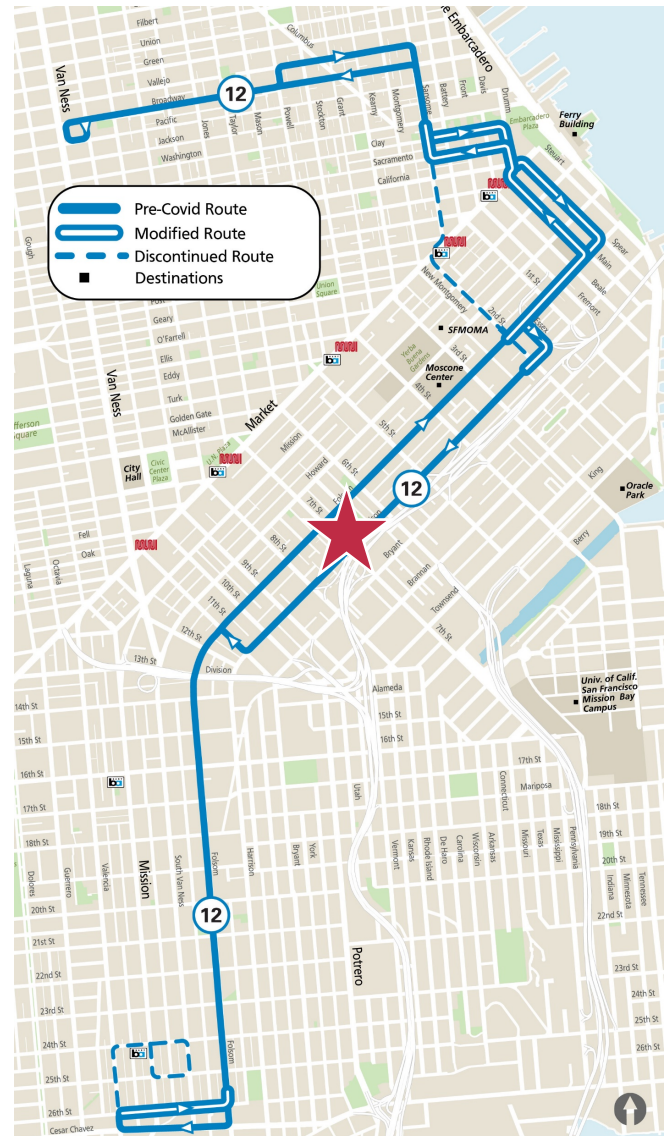 Filbert
Union
Green
Vallejo
Broadway
Pacific
Jackson
Washington
Van Ness
Columbus
Embarcadero
12
Jones
Taylor
Mason
Powell
Stockton
Grant
Kearny
Montgomery
Sansome
Battery
Front
Davis
Drumm
Clay
Sacramento
California
Embarcadero
Plaza
Ferry
Building
Steuart
Pre-Covid Route
Modified Route
Discontinued Route
Destinations
Gough
Post
Geary
O'Farrell
Ellis
Eddy
Turk
Golden Gate
McAllister
Union
Square
New Montgomery
1st St
2nd St
Essex
Spear
Main
Beale
Fremont
SFMOMA
Yerba
Buena
Gardens
3rd St
Moscone
Center
4th St
5th St
Van Ness
Market
Mission
Howard
6th St
7th St
8th St
9th St
10th St
11th St
12th St
13th St
Division
U.N. Plaza
City
Hall
Civic
Center
Plaza
Fell
Oak
Laguna
Octavia
12
Bryant
Brannan
Townsend
7th St
King
Berry
Oracle
Park
Univ. of Calif.
San Francisco
Mission Bay
Campus
Alameda
15th St
16th St
14th St
15th St
16th St
17th St
18th St
20th St
21st St
22nd St
23rd St
24th St
25th St
26th St
Cesar Chavez
Dolores
Guerrero
Valencia
Mission
South Van Ness
Folsom
Harrison
Bryant
York
Utah
Potrero
Vermont
Kansas
Rhode Island
De Haro
Carolina
Wisconsin
Arkansas
Connecticut
Missouri
Texas
Mississippi
Pennsylvania
17th St
Mariposa
18th St
19th St
20th St
22nd St
Indiana
Minnesota
Tennessee
23rd St
24th St
25th St
26th St
12
Folsom